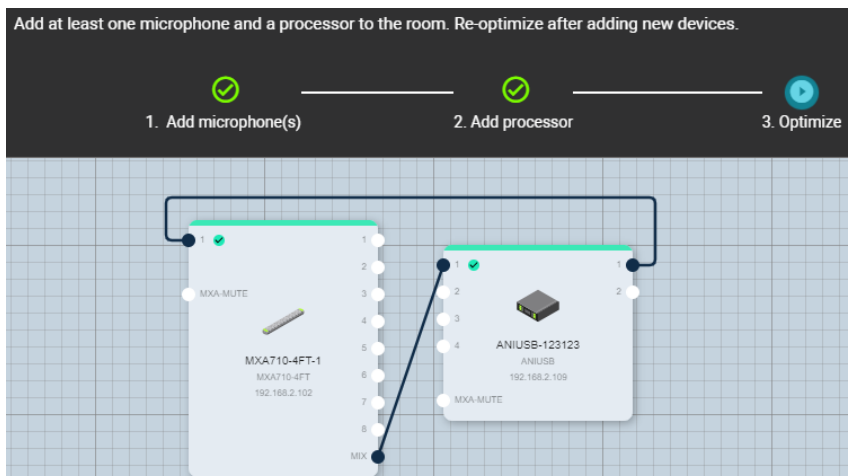 Add at least one microphone and a processor to the room. Re-optimize after adding new devices.
1. Add microphone(s)
2. Add processor
3. Optimize
1
MXA-MUTE
MXA710-4FT-1
MXA710-4FT
192.168.2.102
1
2
3
4
5
6
7
8
MIX
1
2
3
4
MXA-MUTE
ANIUSB-123123
ANIUSB
192.168.2.109
1
2